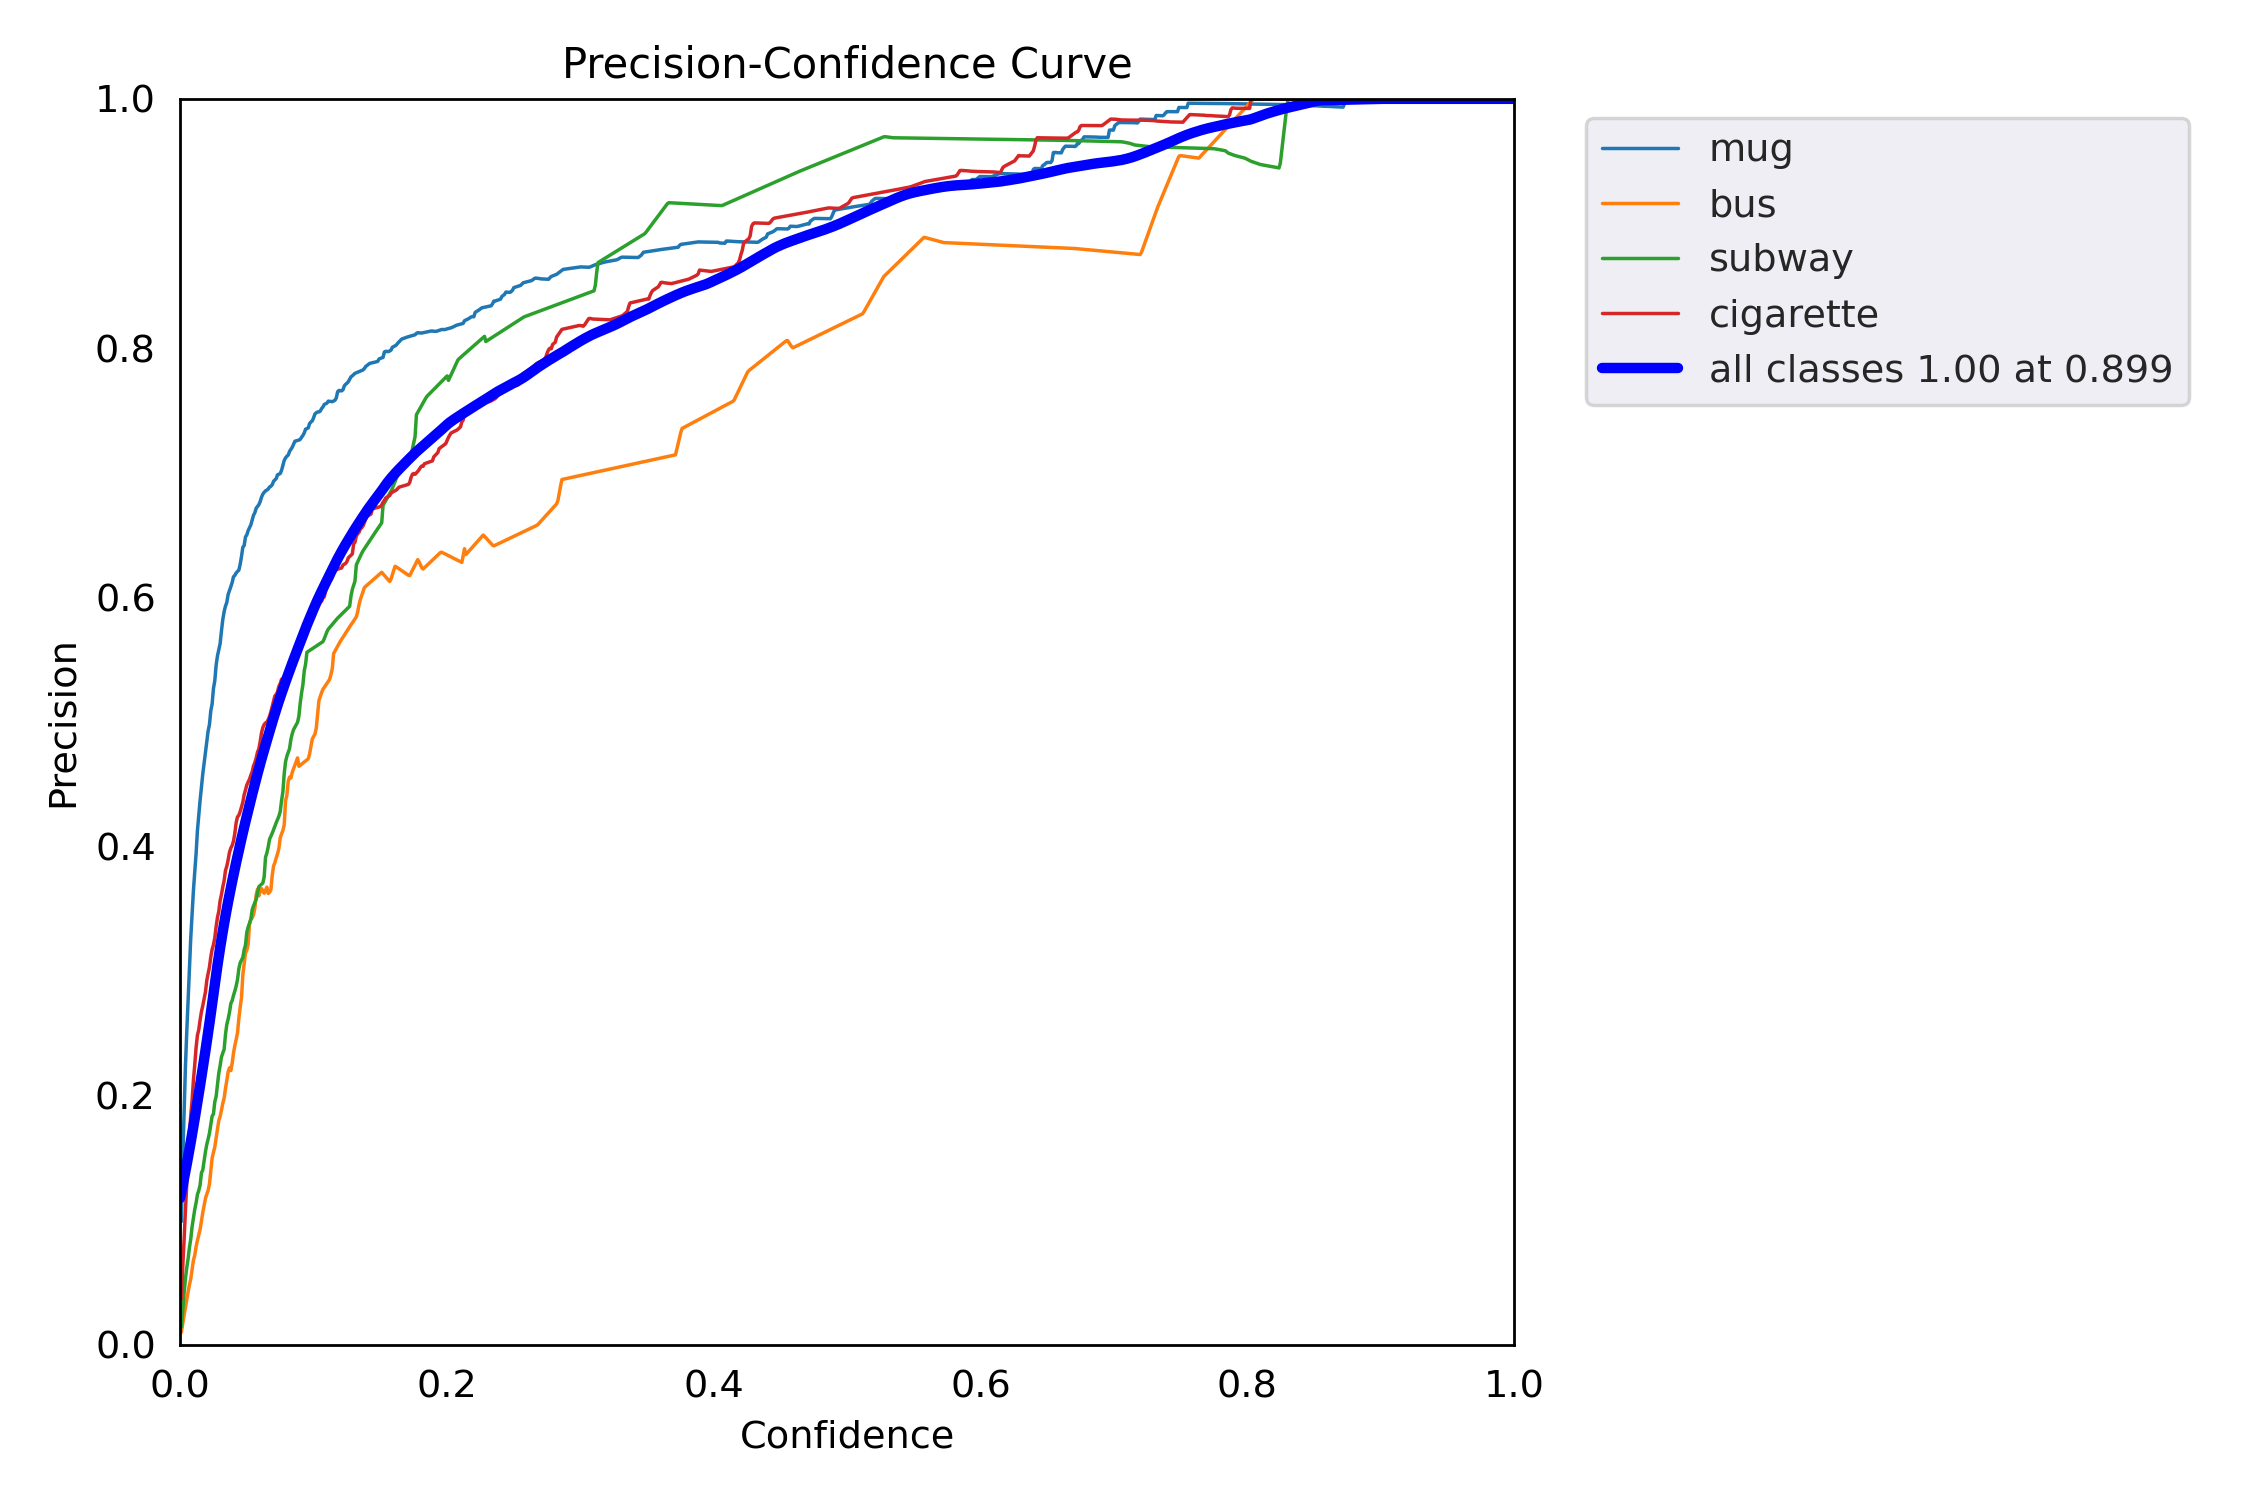 Precision-Confidence Curve
1.0
0.8
0.6
0.4
0.2
0.0
Precision
0.0 0.2 0.4 0.6 0.8 1.0
Confidence
mug
bus
subway
cigarette
all classes 1.00 at 0.899